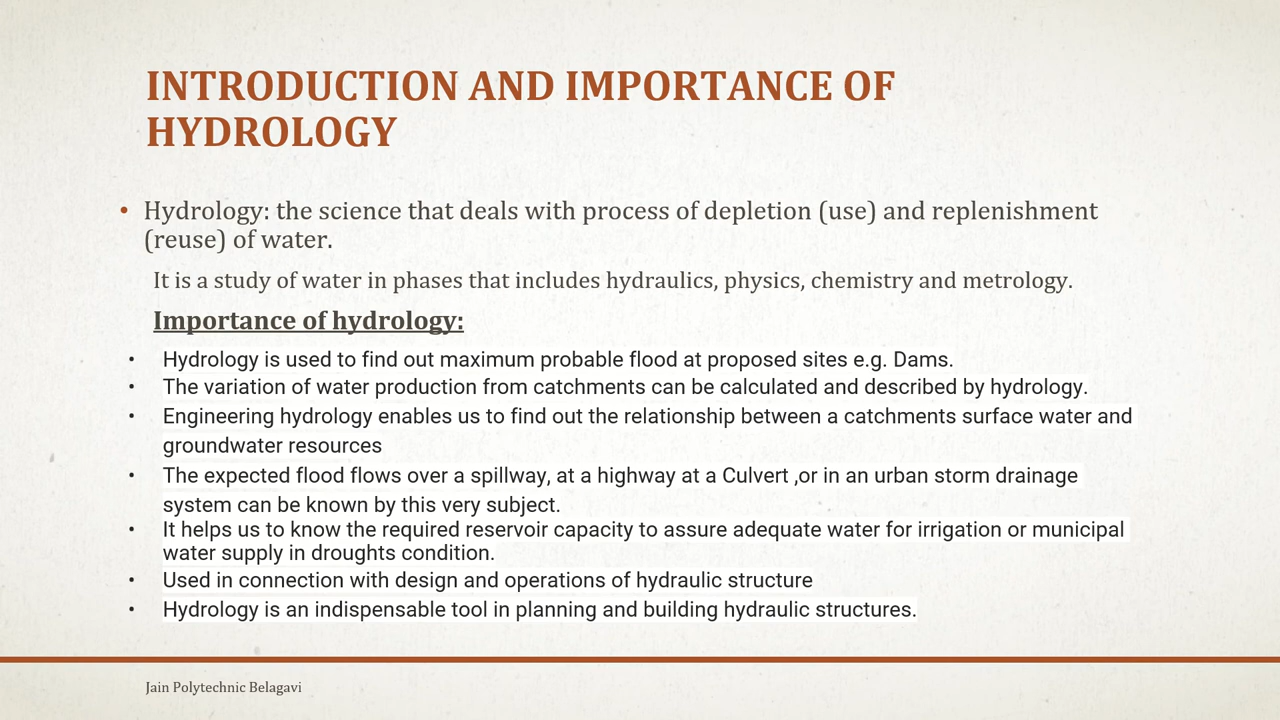 INTRODUCTION AND IMPORTANCE OF
HYDROLOGY
• Hydrology: the science that deals with process of depletion (use) and replenishment
(reuse) of water.
It is a study of water in phases that includes hydraulics, physics, chemistry and metrology.
Importance of hydrology:
• Hydrology is used to find out maximum probable flood at proposed sites e.g. Dams.
• The variation of water production from catchments can be calculated and described by hydrology.
• Engineering hydrology enables us to find out the relationship between a catchments surface water and
groundwater resources
• The expected flood flows over a spillway, at a highway at a Culvert ,or in an urban storm drainage
system can be known by this very subject.
• It helps us to know the required reservoir capacity to assure adequate water for irrigation or municipal
water supply in droughts condition.
• Used in connection with design and operations of hydraulic structure
• Hydrology is an indispensable tool in planning and building hydraulic structures.
Jain Polytechnic Belagavi